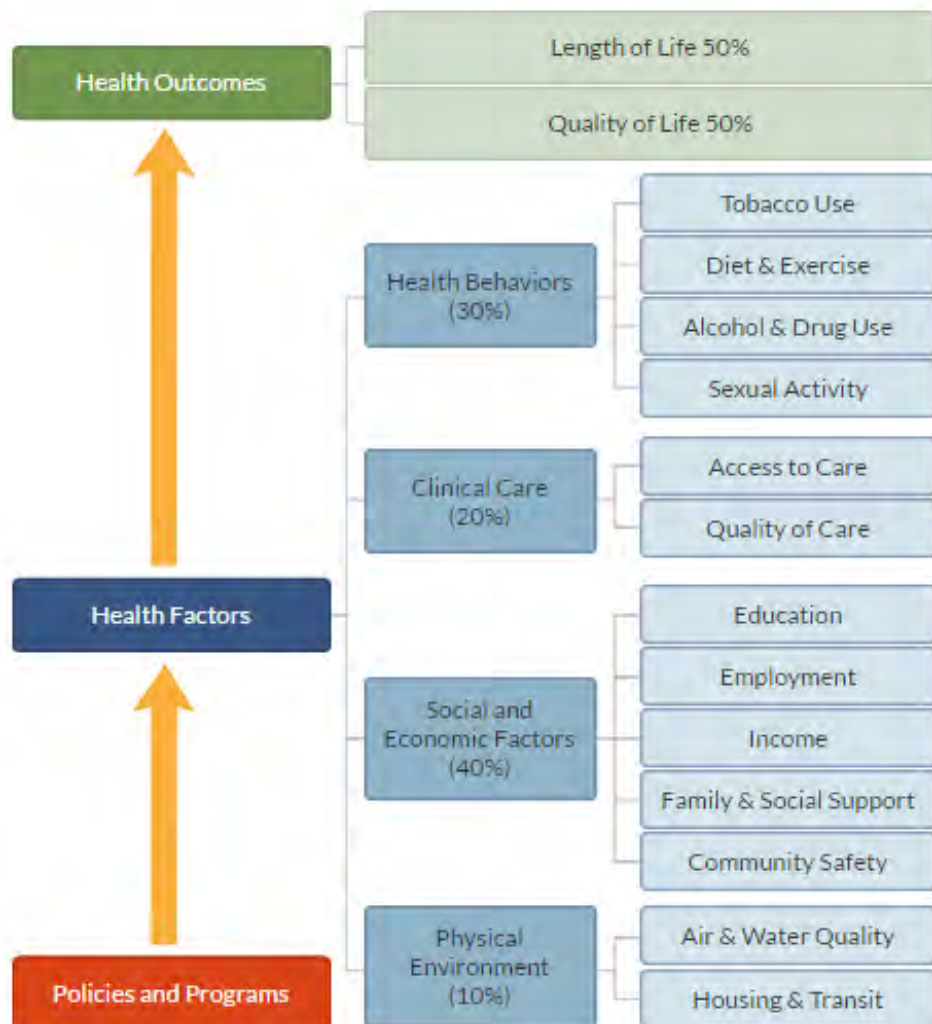 Health Outcomes
Length of Life 50%
Quality of Life 50%
Health Factors
Health Behaviors
(30%)
Tobacco Use
Diet & Exercise
Alcohol & Drug Use
Sexual Activity
Clinical Care
(20%)
Access to Care
Quality of Care
Social and
Economic Factors
(40%)
Education
Employment
Income
Family & Social Support
Community Safety
Physical
Environment
(10%)
Air & Water Quality
Housing & Transit
Policies and Programs